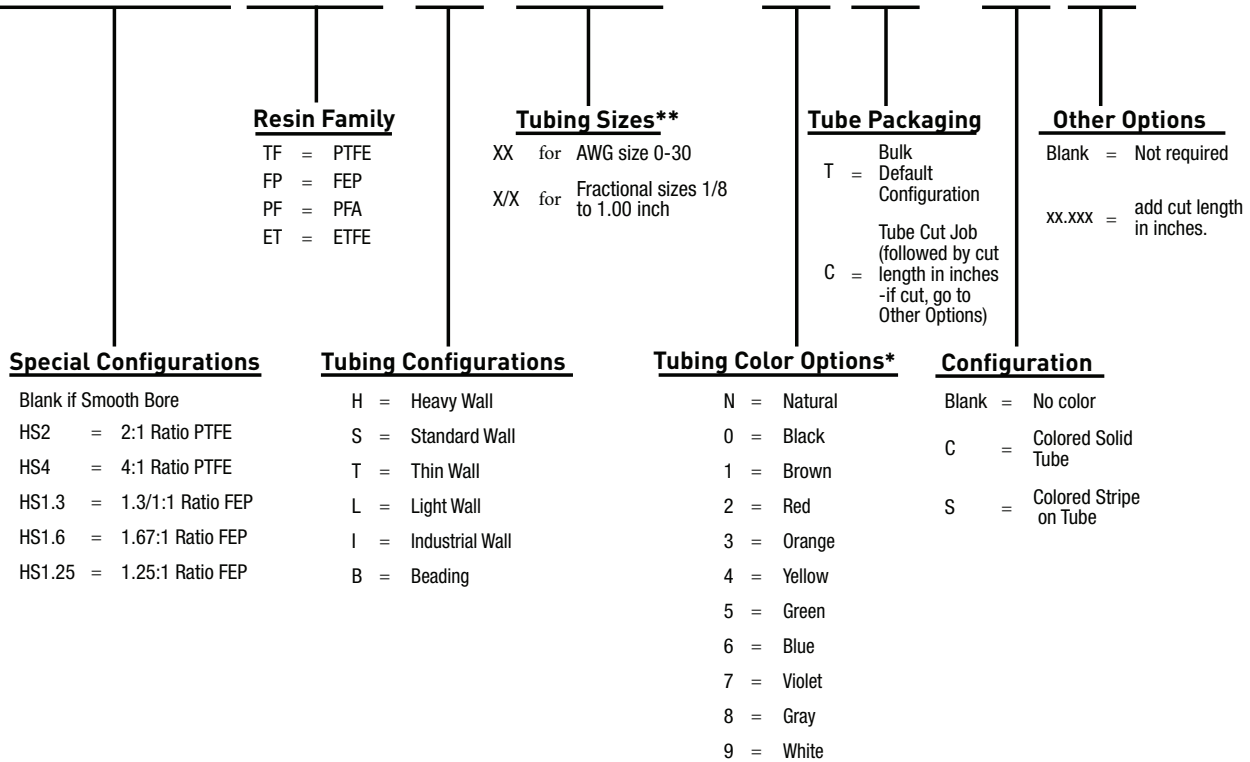 Resin Family
TF = PTFE
FP = FEP
PF = PFA
ET = ETFE
Tubing Sizes**
XX for AWG size 0-30
X/X for Fractional sizes 1/8
to 1.00 inch
Tube Packaging
T = Bulk
Default
Configuration
C = Tube Cut Job
(followed by cut
length in inches
-if cut, go to
Other Options)
Other Options
Blank = Not required
xx.xxx = add cut length
in inches.
Special Configurations
Blank if Smooth Bore
HS2 = 2:1 Ratio PTFE
HS4 = 4:1 Ratio PTFE
HS1.3 = 1.3/1:1 Ratio FEP
HS1.6 = 1.67:1 Ratio FEP
HS1.25 = 1.25:1 Ratio FEP
Tubing Configurations
H = Heavy Wall
S = Standard Wall
T = Thin Wall
L = Light Wall
I = Industrial Wall
B = Beading
Tubing Color Options*
N = Natural
0 = Black
1 = Brown
2 = Red
3 = Orange
4 = Yellow
5 = Green
6 = Blue
7 = Violet
8 = Gray
9 = White
Configuration
Blank = No color
C = Colored Solid
Tube
S = Colored Stripe
on Tube